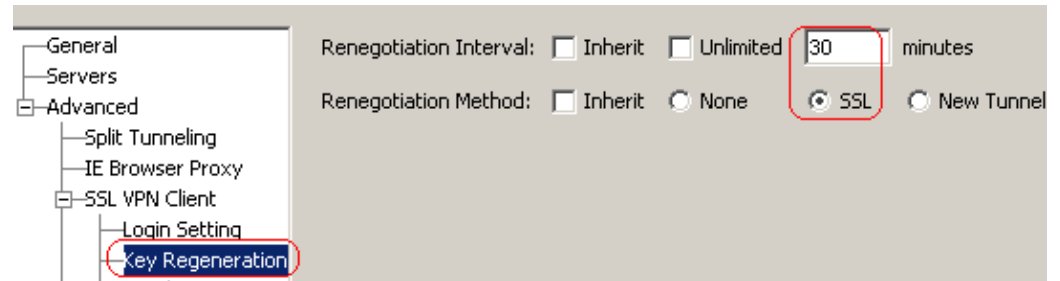 General
Servers
Advanced
Split Tunneling
IE Browser Proxy
SSL VPN Client
Login Setting
Key Regeneration
Renegotiation Interval: Inherit Unlimited 30 minutes
Renegotiation Method: Inherit None SSL New Tunnel